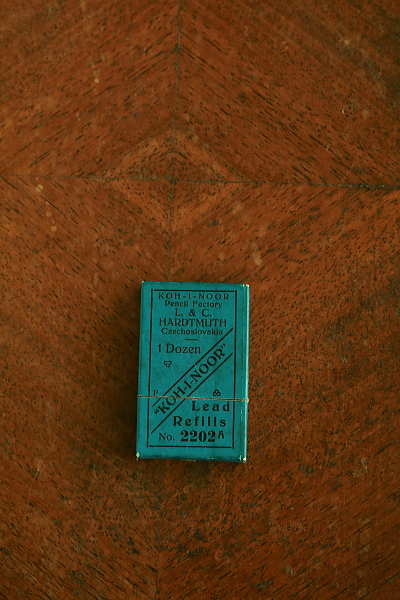 KOH-I-NOOR
Pencil Factory
L. & C.
HARDTMUTH
Czechoslovakia
1 Dozen
"KOH-I-NOOR"
Lead
Refills
No. 2202A